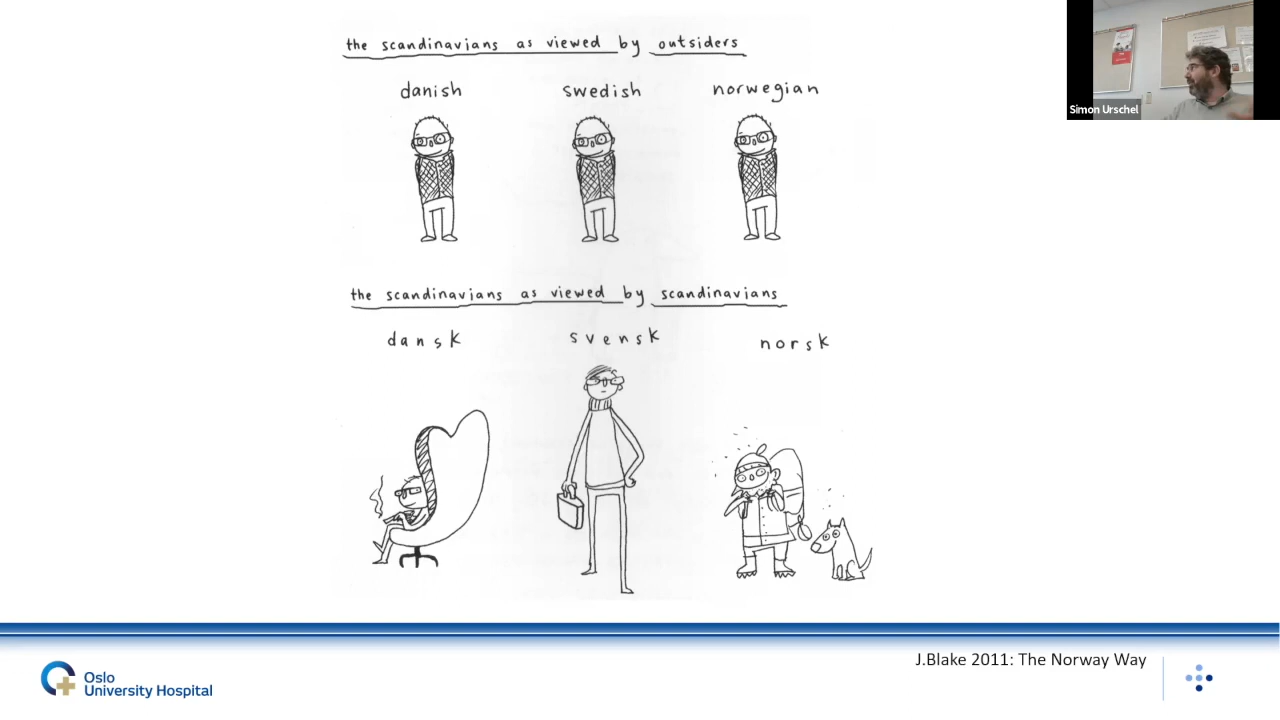 the scandinavians as viewed by outsiders
danish swedish norwegian
the scandinavians as viewed by scandinavians
dansk svensk norsk
Simon Urschel
J.Blake 2011: The Norway Way
Oslo
University Hospital